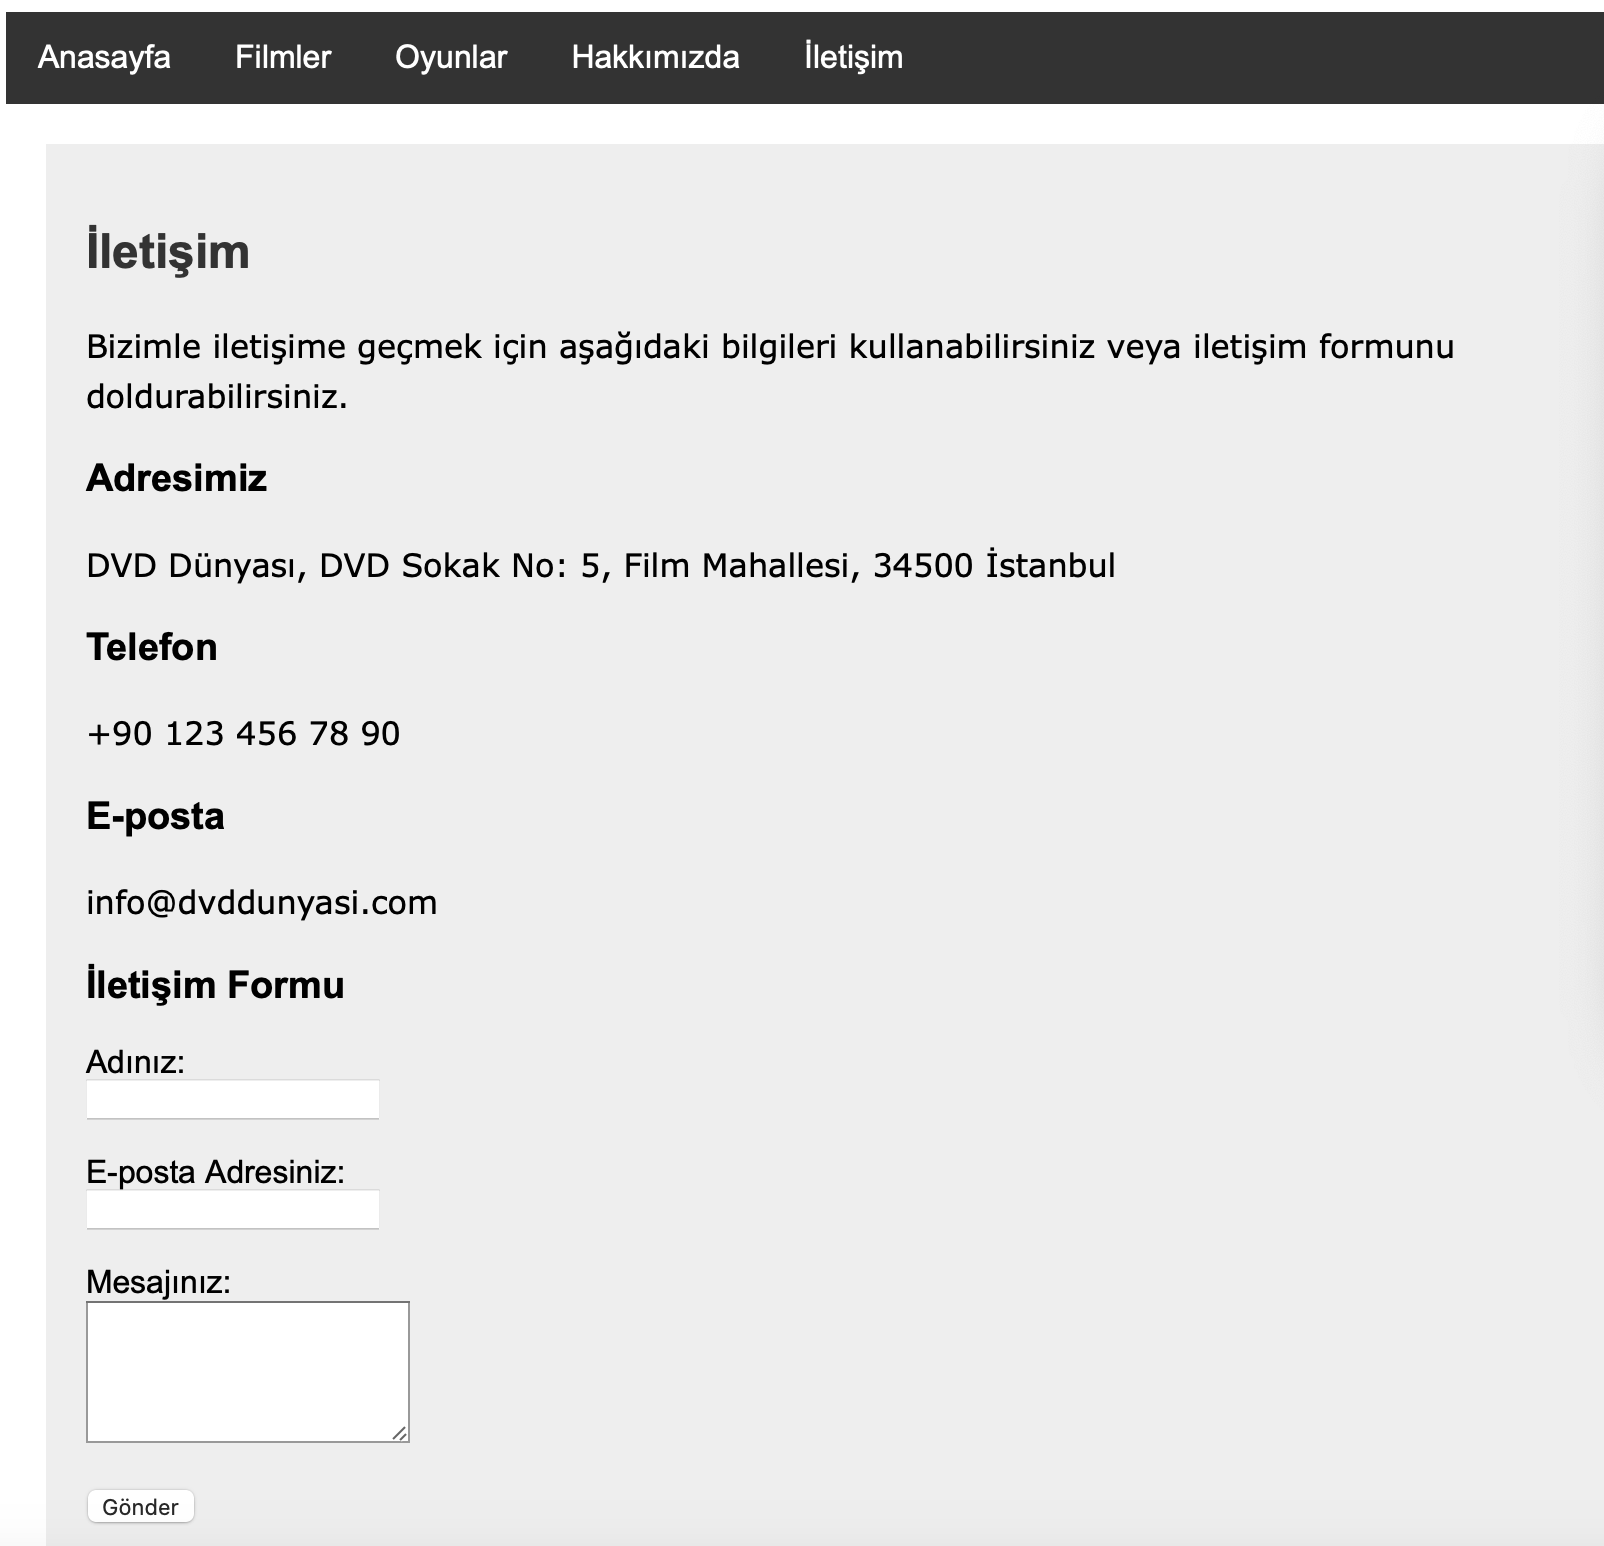 Anasayfa Filmler Oyunlar Hakkımızda İletişim
İletişim
Bizimle iletişime geçmek için aşağıdaki bilgileri kullanabilirsiniz veya iletişim formunu
doldurabilirsiniz.
Adresimiz
DVD Dünyası, DVD Sokak No: 5, Film Mahallesi, 34500 İstanbul
Telefon
+90 123 456 78 90
E-posta
info@dvddunyasi.com
İletişim Formu
Adınız:
E-posta Adresiniz:
Mesajınız:
Gönder